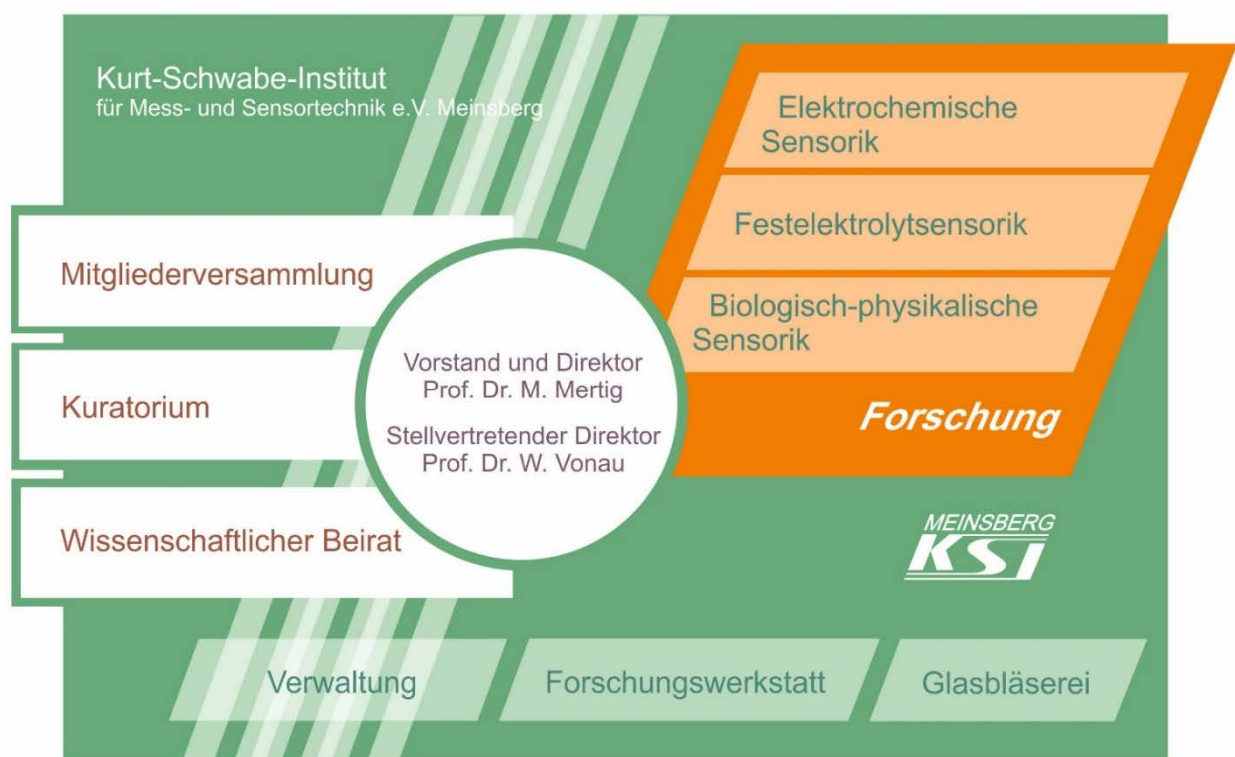 Kurt-Schwabe-Institut
für Mess- und Sensortechnik e.V. Meinsberg
Elektrochemische
Sensorik
Festelektrolytsensorik
Biologisch-physikalische
Sensorik
Forschung
Mitgliederversammlung
Kuratorium
Wissenschaftlicher Beirat
Vorstand und Direktor
Prof. Dr. M. Mertig
Stellvertretender Direktor
Prof. Dr. W. Vonau
MEINSBERG
KSI
Verwaltung
Forschungswerkstatt
Glasbläserei